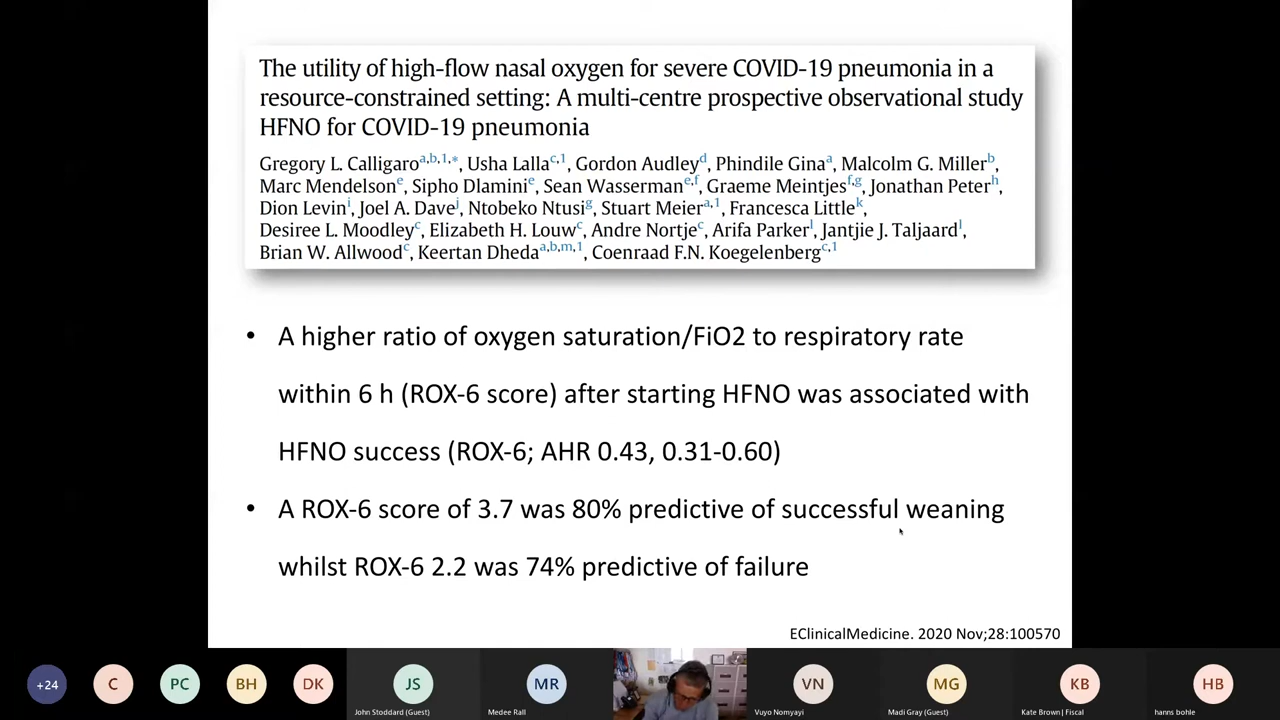 The utility of high-flow nasal oxygen for severe COVID-19 pneumonia in a
resource-constrained setting: A multi-centre prospective observational study
HFNO for COVID-19 pneumonia
Gregory L. Calligaro a,b,1,*, Usha Lalla c,1, Gordon Audley d, Phindile Gina a, Malcolm G. Miller b,
Marc Mendelson e, Sipho Dlamini e, Sean Wasserman e,f, Graeme Meintjes f,g, Jonathan Peter h,
Dion Levin i, Joel A. Dave j, Ntobeko Ntusi g, Stuart Meier a,1, Francesca Little k,
Desiree L. Moodley c, Elizabeth H. Louw c, Andre Nortje c, Arifa Parker l, Jantjie J. Taljaard l,
Brian W. Allwood c, Keertan Dheda a,b,m,1, Coenraad F.N. Koegelenberg c,1
• A higher ratio of oxygen saturation/FiO2 to respiratory rate
within 6 h (ROX-6 score) after starting HFNO was associated with
HFNO success (ROX-6; AHR 0.43, 0.31-0.60)
• A ROX-6 score of 3.7 was 80% predictive of successful weaning
whilst ROX-6 2.2 was 74% predictive of failure
EClinicalMedicine. 2020 Nov;28:100570
+24
C
PC
BH
DK
JS
John Stoddard (Guest)
MR
Medee Rall
VN
Vuyo Nomyayi
MG
Madi Gray (Guest)
KB
Kate Brown | Fiscal
HB
hanns bohle